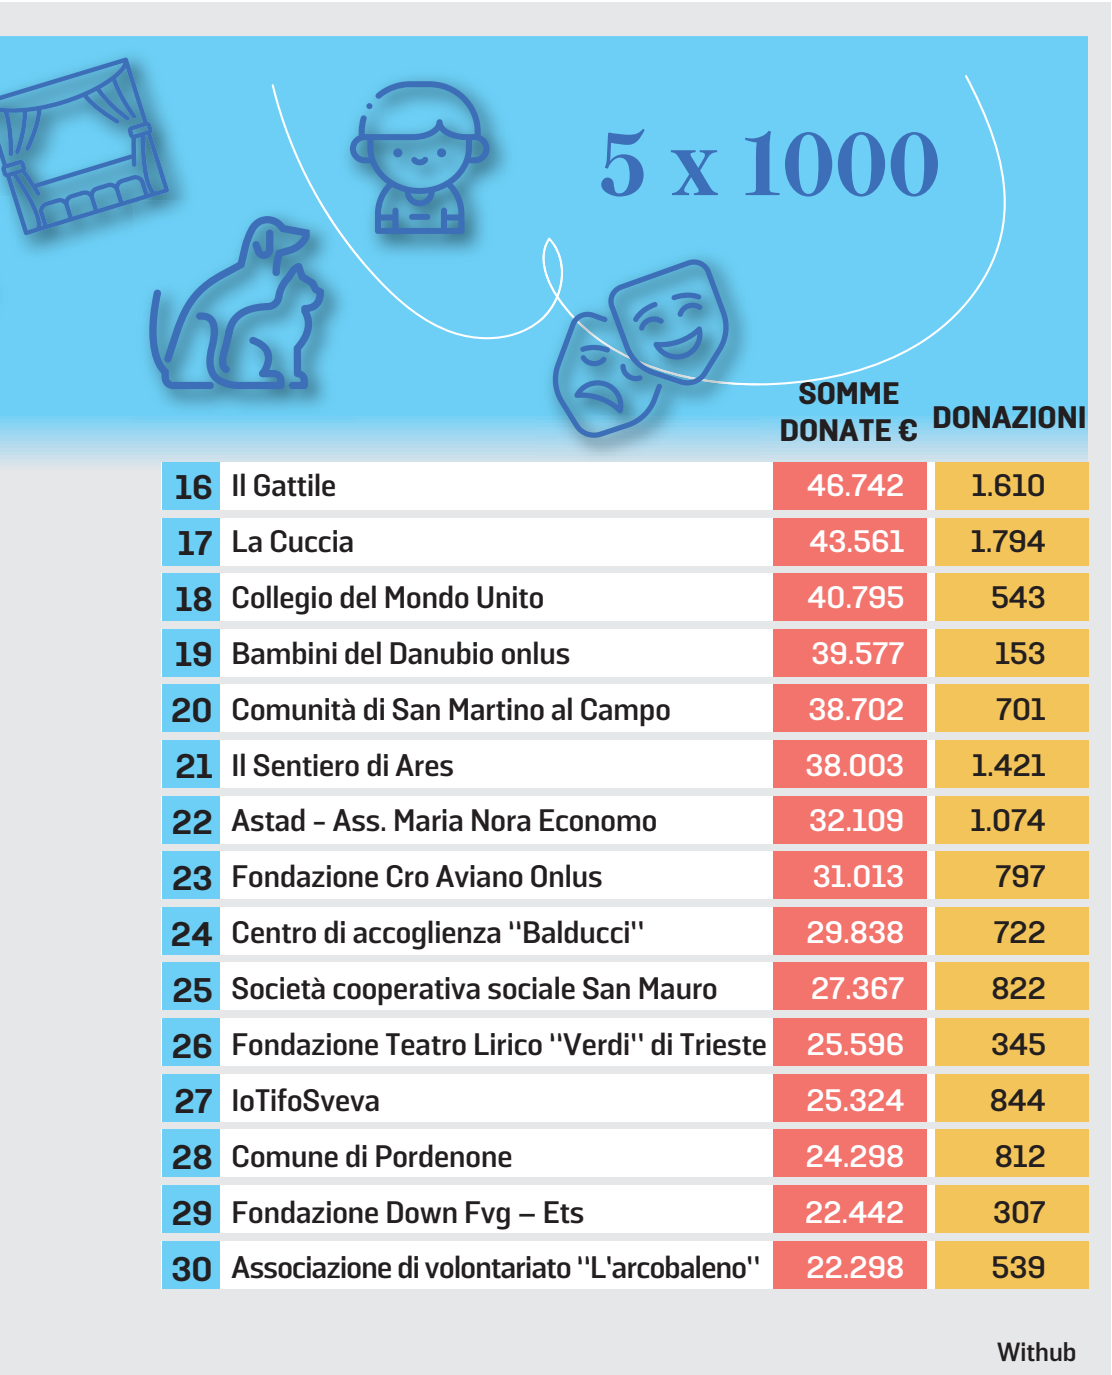 5 x 1000
SOMME
DONATE €
DONAZIONI
16 Il Gattile 46.742 1.610
17 La Cuccia 43.561 1.794
18 Collegio del Mondo Unito 40.795 543
19 Bambini del Danubio onlus 39.577 153
20 Comunità di San Martino al Campo 38.702 701
21 Il Sentiero di Ares 38.003 1.421
22 Astad - Ass. Maria Nora Economo 32.109 1.074
23 Fondazione Cro Aviano Onlus 31.013 797
24 Centro di accoglienza "Balducci" 29.838 722
25 Società cooperativa sociale San Mauro 27.367 822
26 Fondazione Teatro Lirico "Verdi" di Trieste 25.596 345
27 IoTifoSveva 25.324 844
28 Comune di Pordenone 24.298 812
29 Fondazione Down Fvg – Ets 22.442 307
30 Associazione di volontariato "L'arcobaleno" 22.298 539
Withub